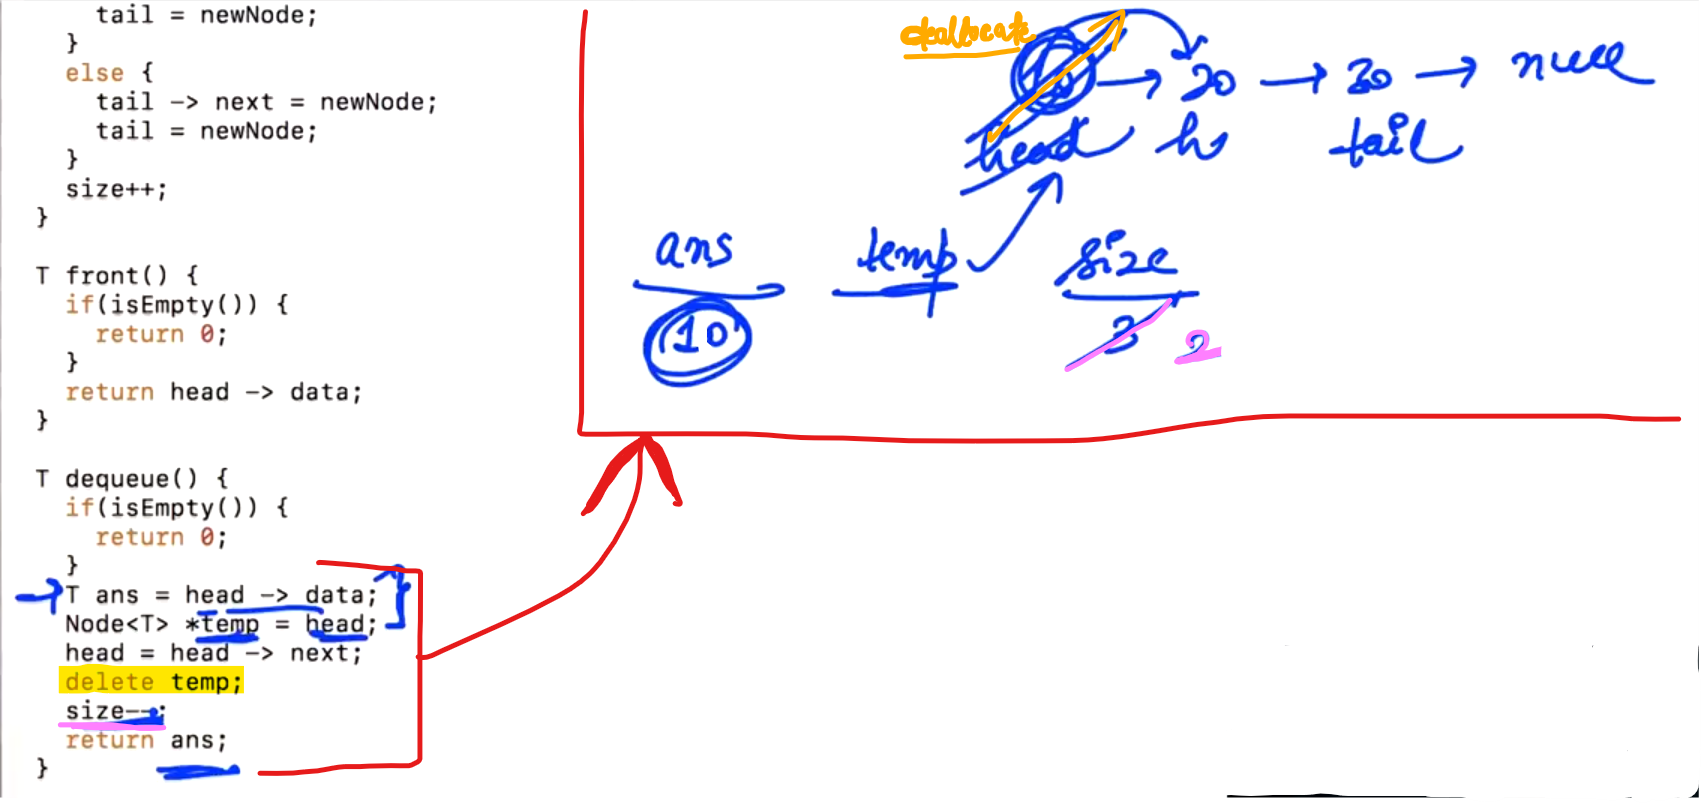 tail = newNode;
}
else {
tail -> next = newNode;
tail = newNode;
}
size++;
}
T front() {
if(isEmpty()) {
return 0;
}
return head -> data;
}
T dequeue() {
if(isEmpty()) {
return 0;
}
T ans = head -> data;
Node<T> *temp = head;
head = head -> next;
delete temp;
size--;
return ans;
}
deallocate
10 → 20 → 30 → null
head h tail
ans temp size
10 3 2